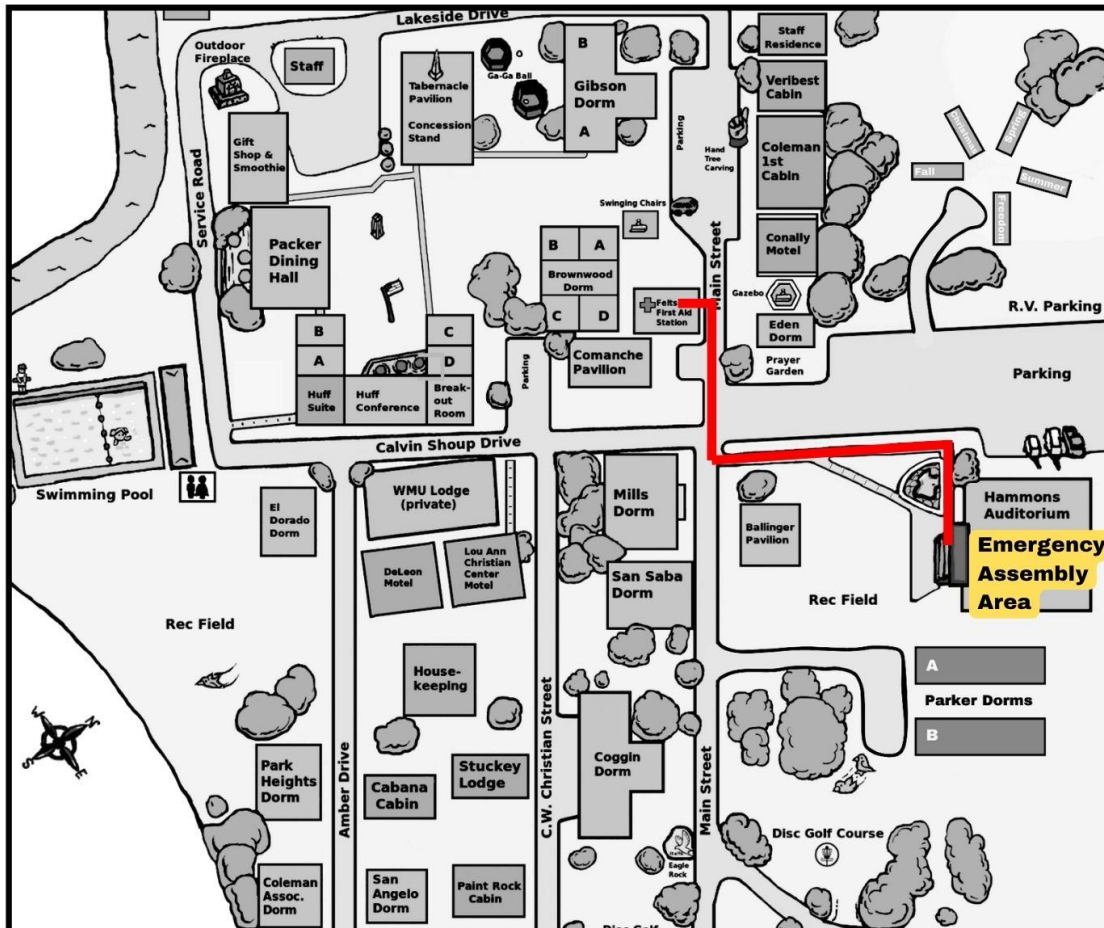 Lakeside Drive
Outdoor
Fireplace
Staff
Ga-Ga Ball
B
Gibson
Dorm
A
Tabernacle
Pavilion
Concession
Stand
Staff
Residence
Veribest
Cabin
Coleman
1st
Cabin
Hand
Tree
Carving
Parking
Christmas
Spring
Fall
Summer
Freedom
Gift
Shop &
Smoothie
Service Road
Packer
Dining
Hall
Swinging Chairs
B
A
Brownwood
Dorm
C
D
Felts
First Aid
Station
Main Street
Conally
Motel
Gazebo
Eden
Dorm
Prayer
Garden
R.V. Parking
Parking
B
A
C
D
Huff
Suite
Huff
Conference
Break-
out
Room
Parking
Comanche
Pavilion
Calvin Shoup Drive
Swimming Pool
El
Dorado
Dorm
WMU Lodge
(private)
DeLeon
Motel
Lou Ann
Christian
Center
Motel
Mills
Dorm
San Saba
Dorm
Ballinger
Pavilion
Hammons
Auditorium
Emergency
Assembly
Area
Rec Field
Rec Field
House-
keeping
A
Parker Dorms
B
W
N
S
E
Park
Heights
Dorm
Amber Drive
Cabana
Cabin
Stuckey
Lodge
C.W. Christian Street
Coggin
Dorm
Main Street
Disc Golf Course
Eagle
Rock
Coleman
Assoc.
Dorm
San
Angelo
Dorm
Paint Rock
Cabin
Disc Golf